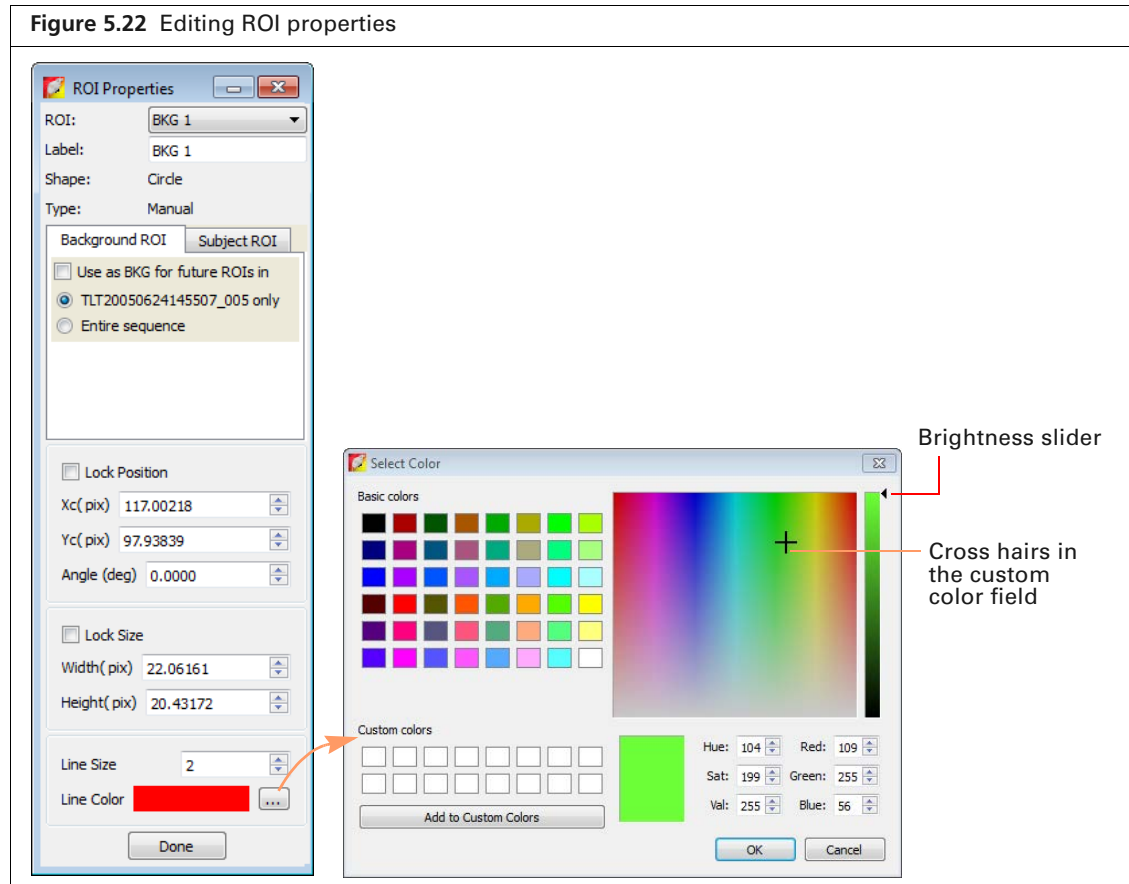 Figure 5.22 Editing ROI properties
ROI Properties
ROI: BKG 1
Label: BKG 1
Shape: Circle
Type: Manual
Background ROI Subject ROI
Use as BKG for future ROIs in
TLT20050624145507_005 only
Entire sequence
Lock Position
Xc( pix) 117.00218
Yc( pix) 97.93839
Angle (deg) 0.0000
Lock Size
Width( pix) 22.06161
Height( pix) 20.43172
Line Size 2
Line Color ...
Done
Select Color
Basic colors
Custom colors
Add to Custom Colors
Hue: 104 Red: 109
Sat: 199 Green: 255
Val: 255 Blue: 56
OK Cancel
Brightness slider
Cross hairs in
the custom
color field